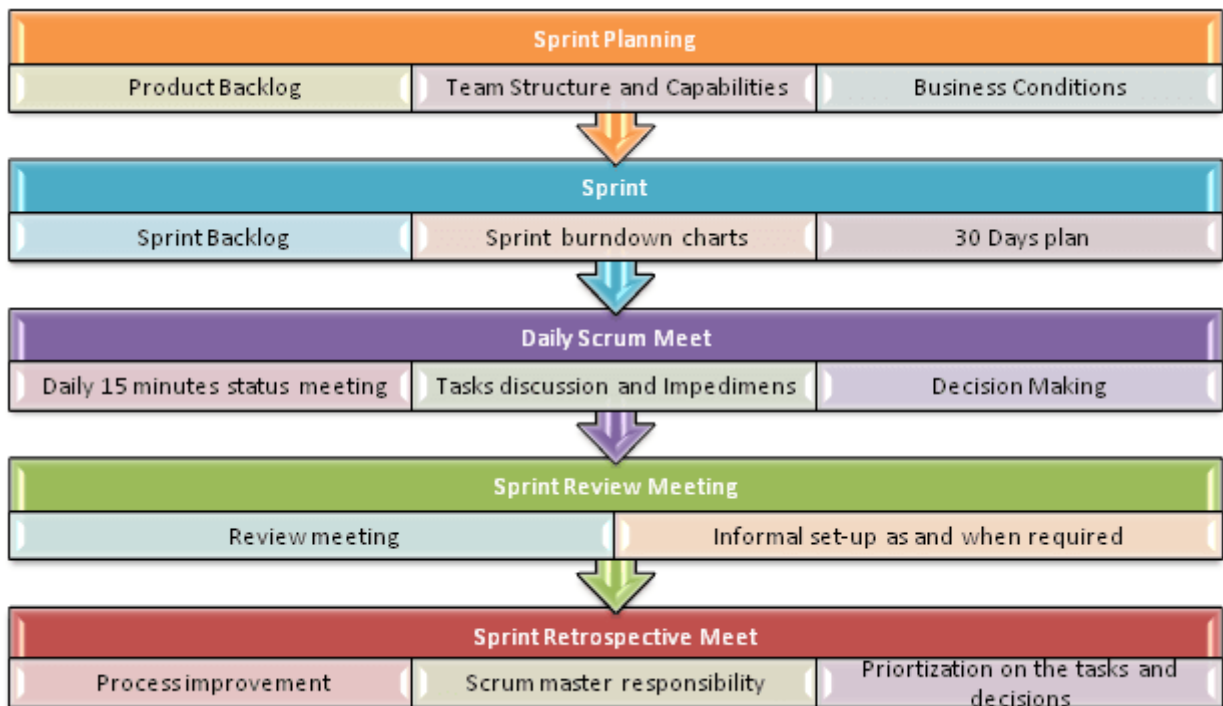 Sprint Planning
Product Backlog
Team Structure and Capabilities
Business Conditions
Sprint
Sprint Backlog
Sprint burndown charts
30 Days plan
Daily Scrum Meet
Daily 15 minutes status meeting
Tasks discussion and Impedimens
Decision Making
Sprint Review Meeting
Review meeting
Informal set-up as and when required
Sprint Retrospective Meet
Process improvement
Scrum master responsibility
Priortization on the tasks and
decisions